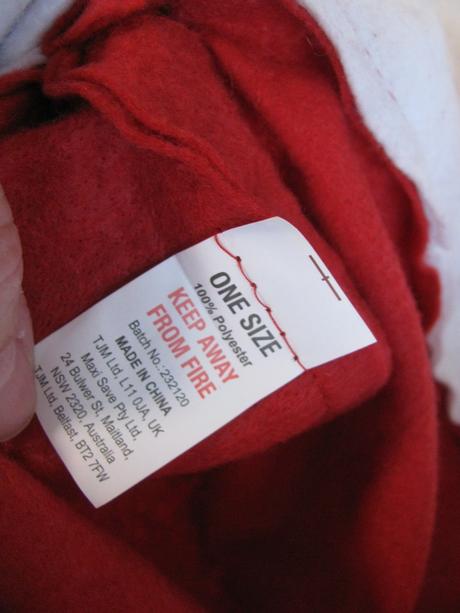 ONE SIZE
100% Polyester
KEEP AWAY
FROM FIRE
Batch No.:232120
MADE IN CHINA
TJM Ltd, L11 0JA, UK
Maxi Save Pty Ltd,
24 Bulwer St, Maitland,
NSW 2320, Australia
TJM Ltd, Belfast, BT2 7FW